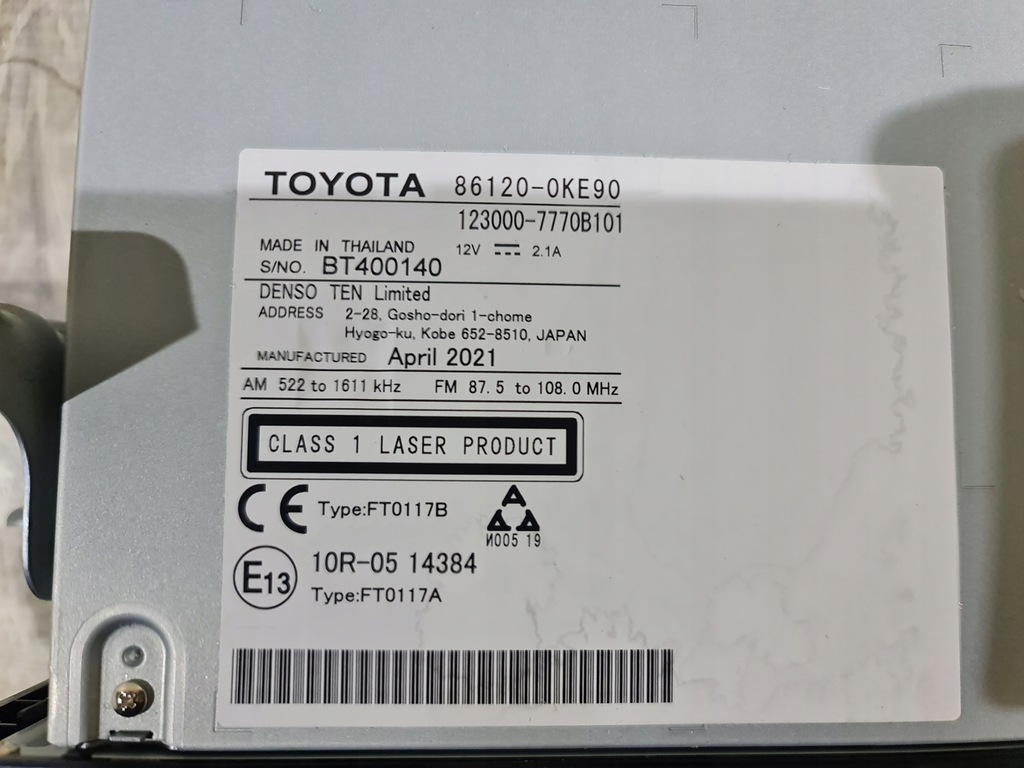 TOYOTA 86120-0KE90
123000-7770B101
MADE IN THAILAND 12V 2.1A
S/NO. BT400140
DENSO TEN Limited
ADDRESS 2-28, Gosho-dori 1-chome
Hyogo-ku, Kobe 652-8510, JAPAN
MANUFACTURED April 2021
AM 522 to 1611 kHz FM 87.5 to 108.0 MHz
CLASS 1 LASER PRODUCT
CE Type:FT0117B
И005 19
E13 10R-05 14384
Type:FT0117A